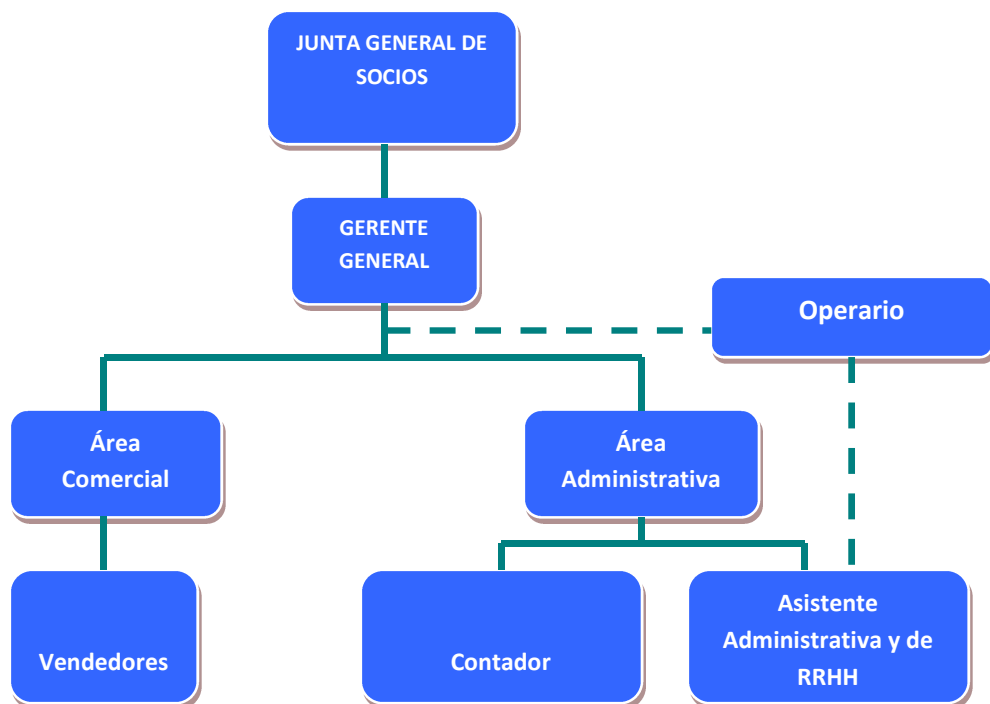 JUNTA GENERAL DE
SOCIOS
GERENTE
GENERAL
Operario
Área
Comercial
Área
Administrativa
Vendedores
Contador
Asistente
Administrativa y de
RRHH